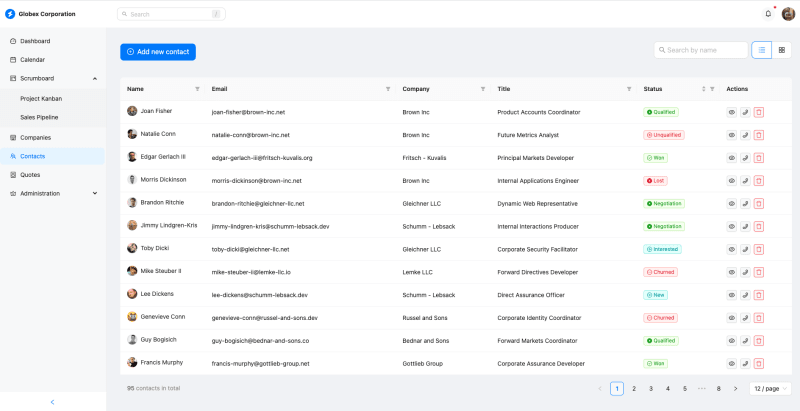 Globex Corporation
Search /
Dashboard
Calendar
Scrumboard
Project Kanban
Sales Pipeline
Companies
Contacts
Quotes
Administration
Add new contact
Search by name
Name Email Company Title Status Actions
Joan Fisher joan-fisher@brown-inc.net Brown Inc Product Accounts Coordinator Qualified
Natalie Conn natalie-conn@brown-inc.net Brown Inc Future Metrics Analyst Unqualified
Edgar Gerlach III edgar-gerlach-iii@fritsch-kuvalis.org Fritsch - Kuvalis Principal Markets Developer Won
Morris Dickinson morris-dickinson@brown-inc.net Brown Inc Internal Applications Engineer Lost
Brandon Ritchie brandon-ritchie@gleichner-llc.net Gleichner LLC Dynamic Web Representative Negotiation
Jimmy Lindgren-Kris jimmy-lindgren-kris@schumm-lebsack.dev Schumm - Lebsack Internal Interactions Producer Negotiation
Toby Dicki toby-dicki@gleichner-llc.net Gleichner LLC Corporate Security Facilitator Interested
Mike Steuber II mike-steuber-ii@lemke-llc.io Lemke LLC Forward Directives Developer Churned
Lee Dickens lee-dickens@schumm-lebsack.dev Schumm - Lebsack Direct Assurance Officer New
Genevieve Conn genevieve-conn@russel-and-sons.dev Russel and Sons Corporate Identity Coordinator Churned
Guy Bogisich guy-bogisich@bednar-and-sons.co Bednar and Sons Forward Markets Coordinator Qualified
Francis Murphy francis-murphy@gottlieb-group.net Gottlieb Group Corporate Assurance Developer Won
95 contacts in total
< 1 2 3 4 5 ••• 8 > 12 / page